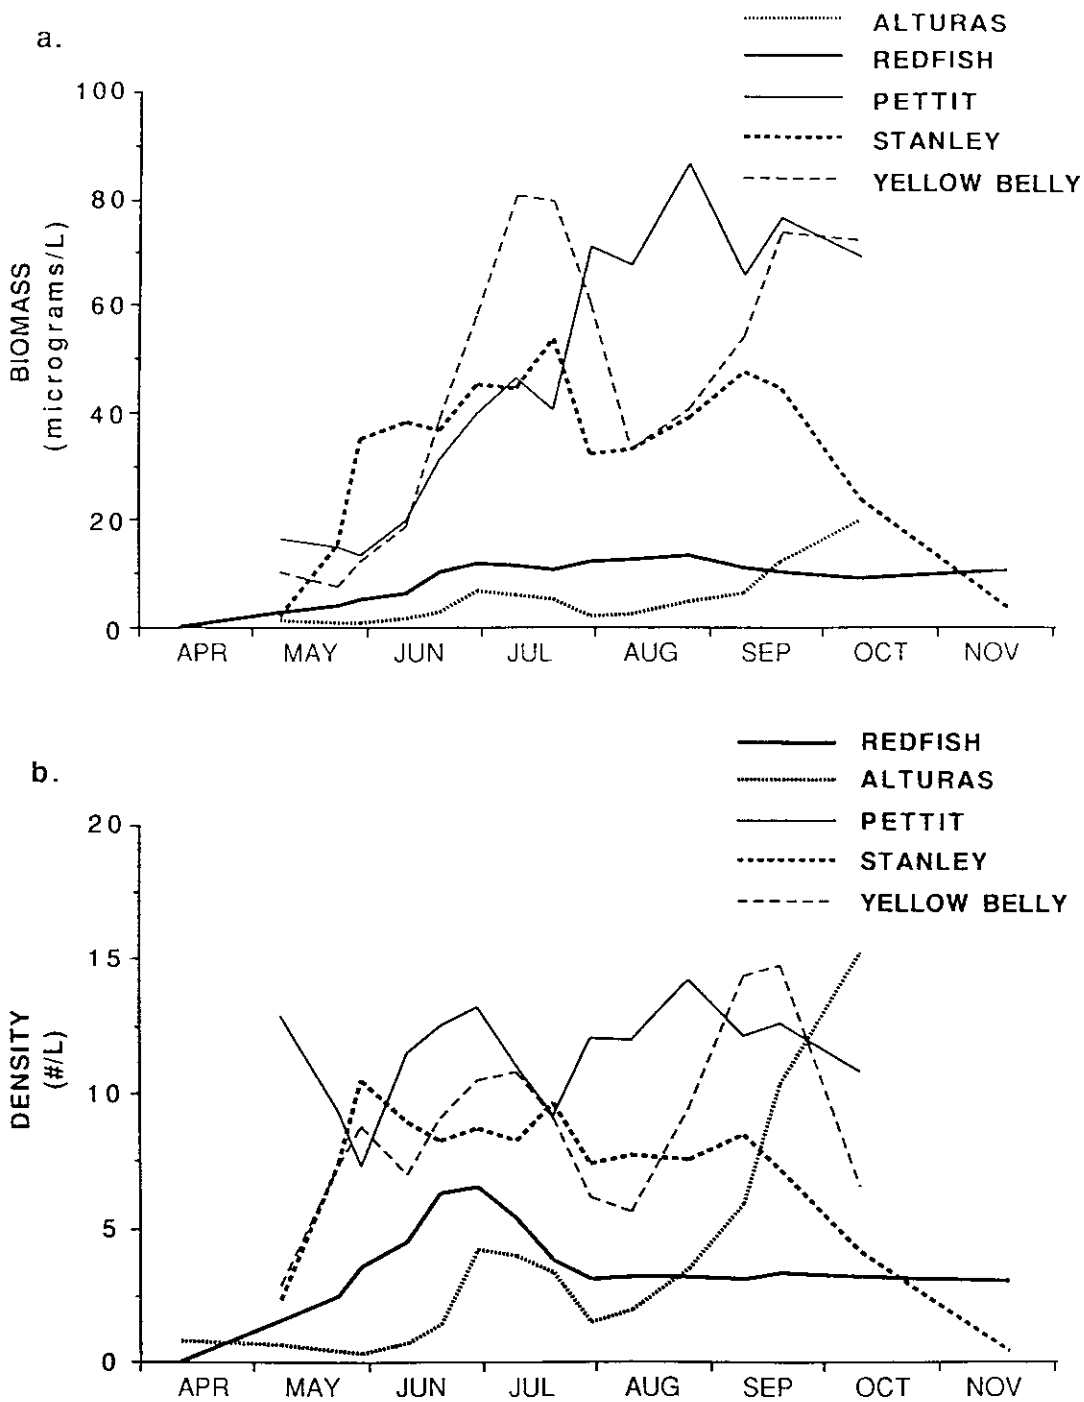 a.
ALTURAS
REDFISH
PETTIT
STANLEY
YELLOW BELLY
100
80
60
40
20
0
BIOMASS
(micrograms/L)
APR MAY JUN JUL AUG SEP OCT NOV
b.
REDFISH
ALTURAS
PETTIT
STANLEY
YELLOW BELLY
20
15
10
5
0
DENSITY
(#/L)
APR MAY JUN JUL AUG SEP OCT NOV